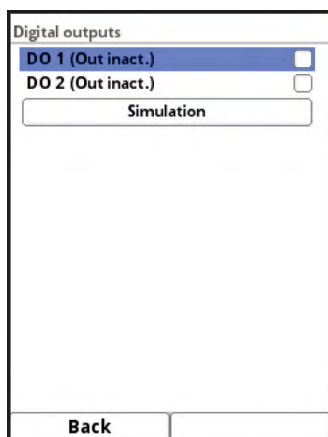 Digital outputs
DO 1 (Out inact.)
DO 2 (Out inact.)
Simulation
Back